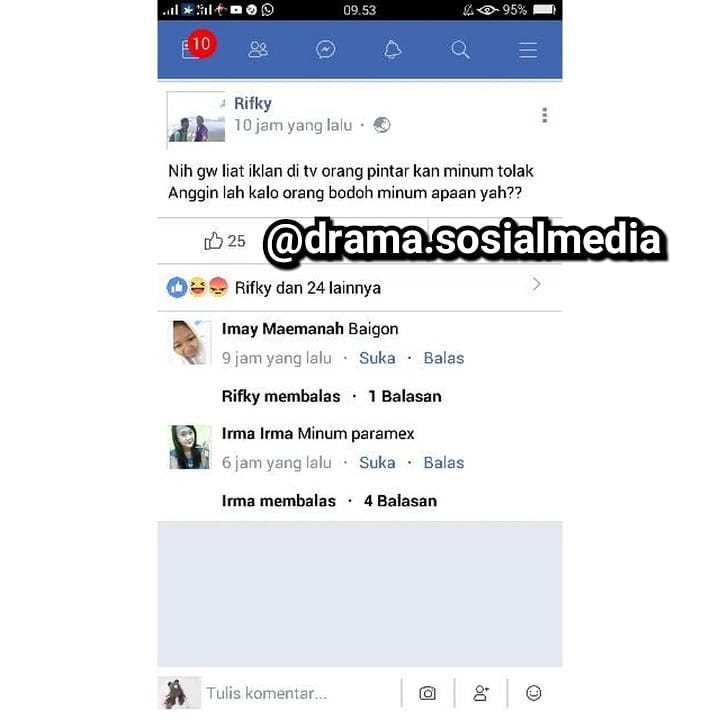 09.53
95%
10
Rifky
10 jam yang lalu ·
Nih gw liat iklan di tv orang pintar kan minum tolak
Anggin lah kalo orang bodoh minum apaan yah??
25
@drama.sosialmedia
Rifky dan 24 lainnya
Imay Maemanah Baigon
9 jam yang lalu · Suka · Balas
Rifky membalas · 1 Balasan
Irma Irma Minum paramex
6 jam yang lalu · Suka · Balas
Irma membalas · 4 Balasan
Tulis komentar...